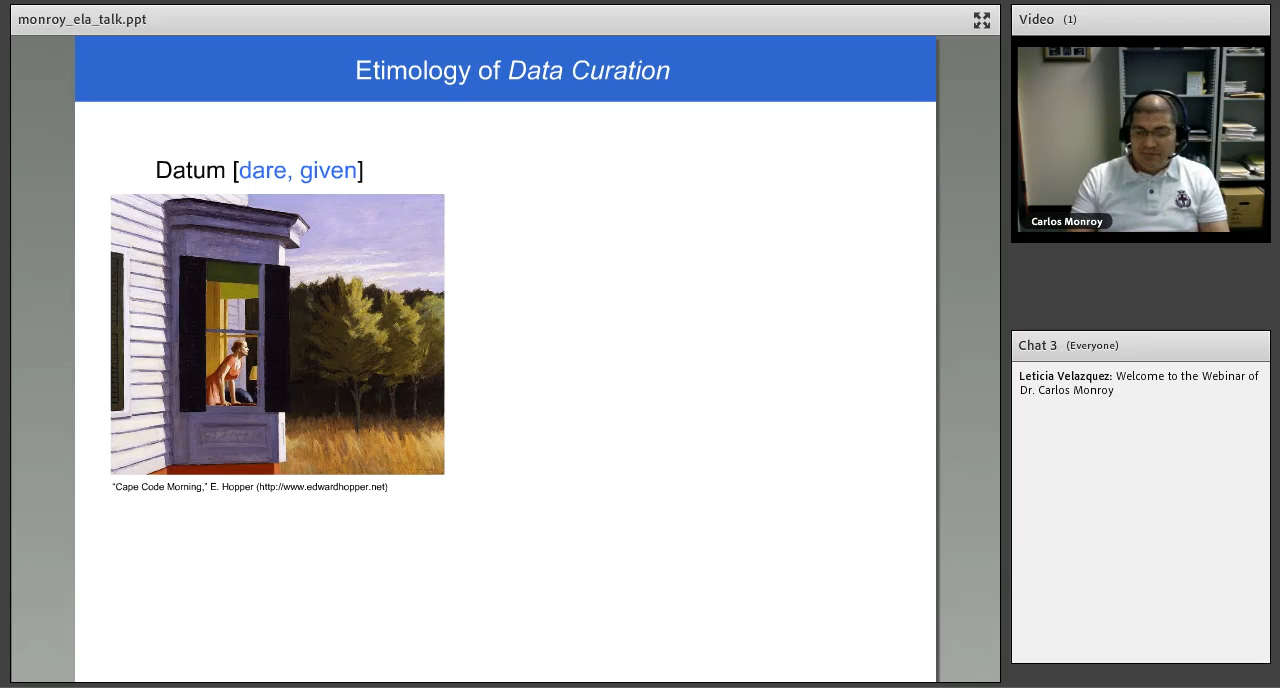 monroy_ela_talk.ppt
Etimology of Data Curation
Datum [dare, given]
“Cape Code Morning,” E. Hopper (http://www.edwardhopper.net)
Video (1)
Carlos Monroy
Chat 3 (Everyone)
Leticia Velazquez: Welcome to the Webinar of
Dr. Carlos Monroy